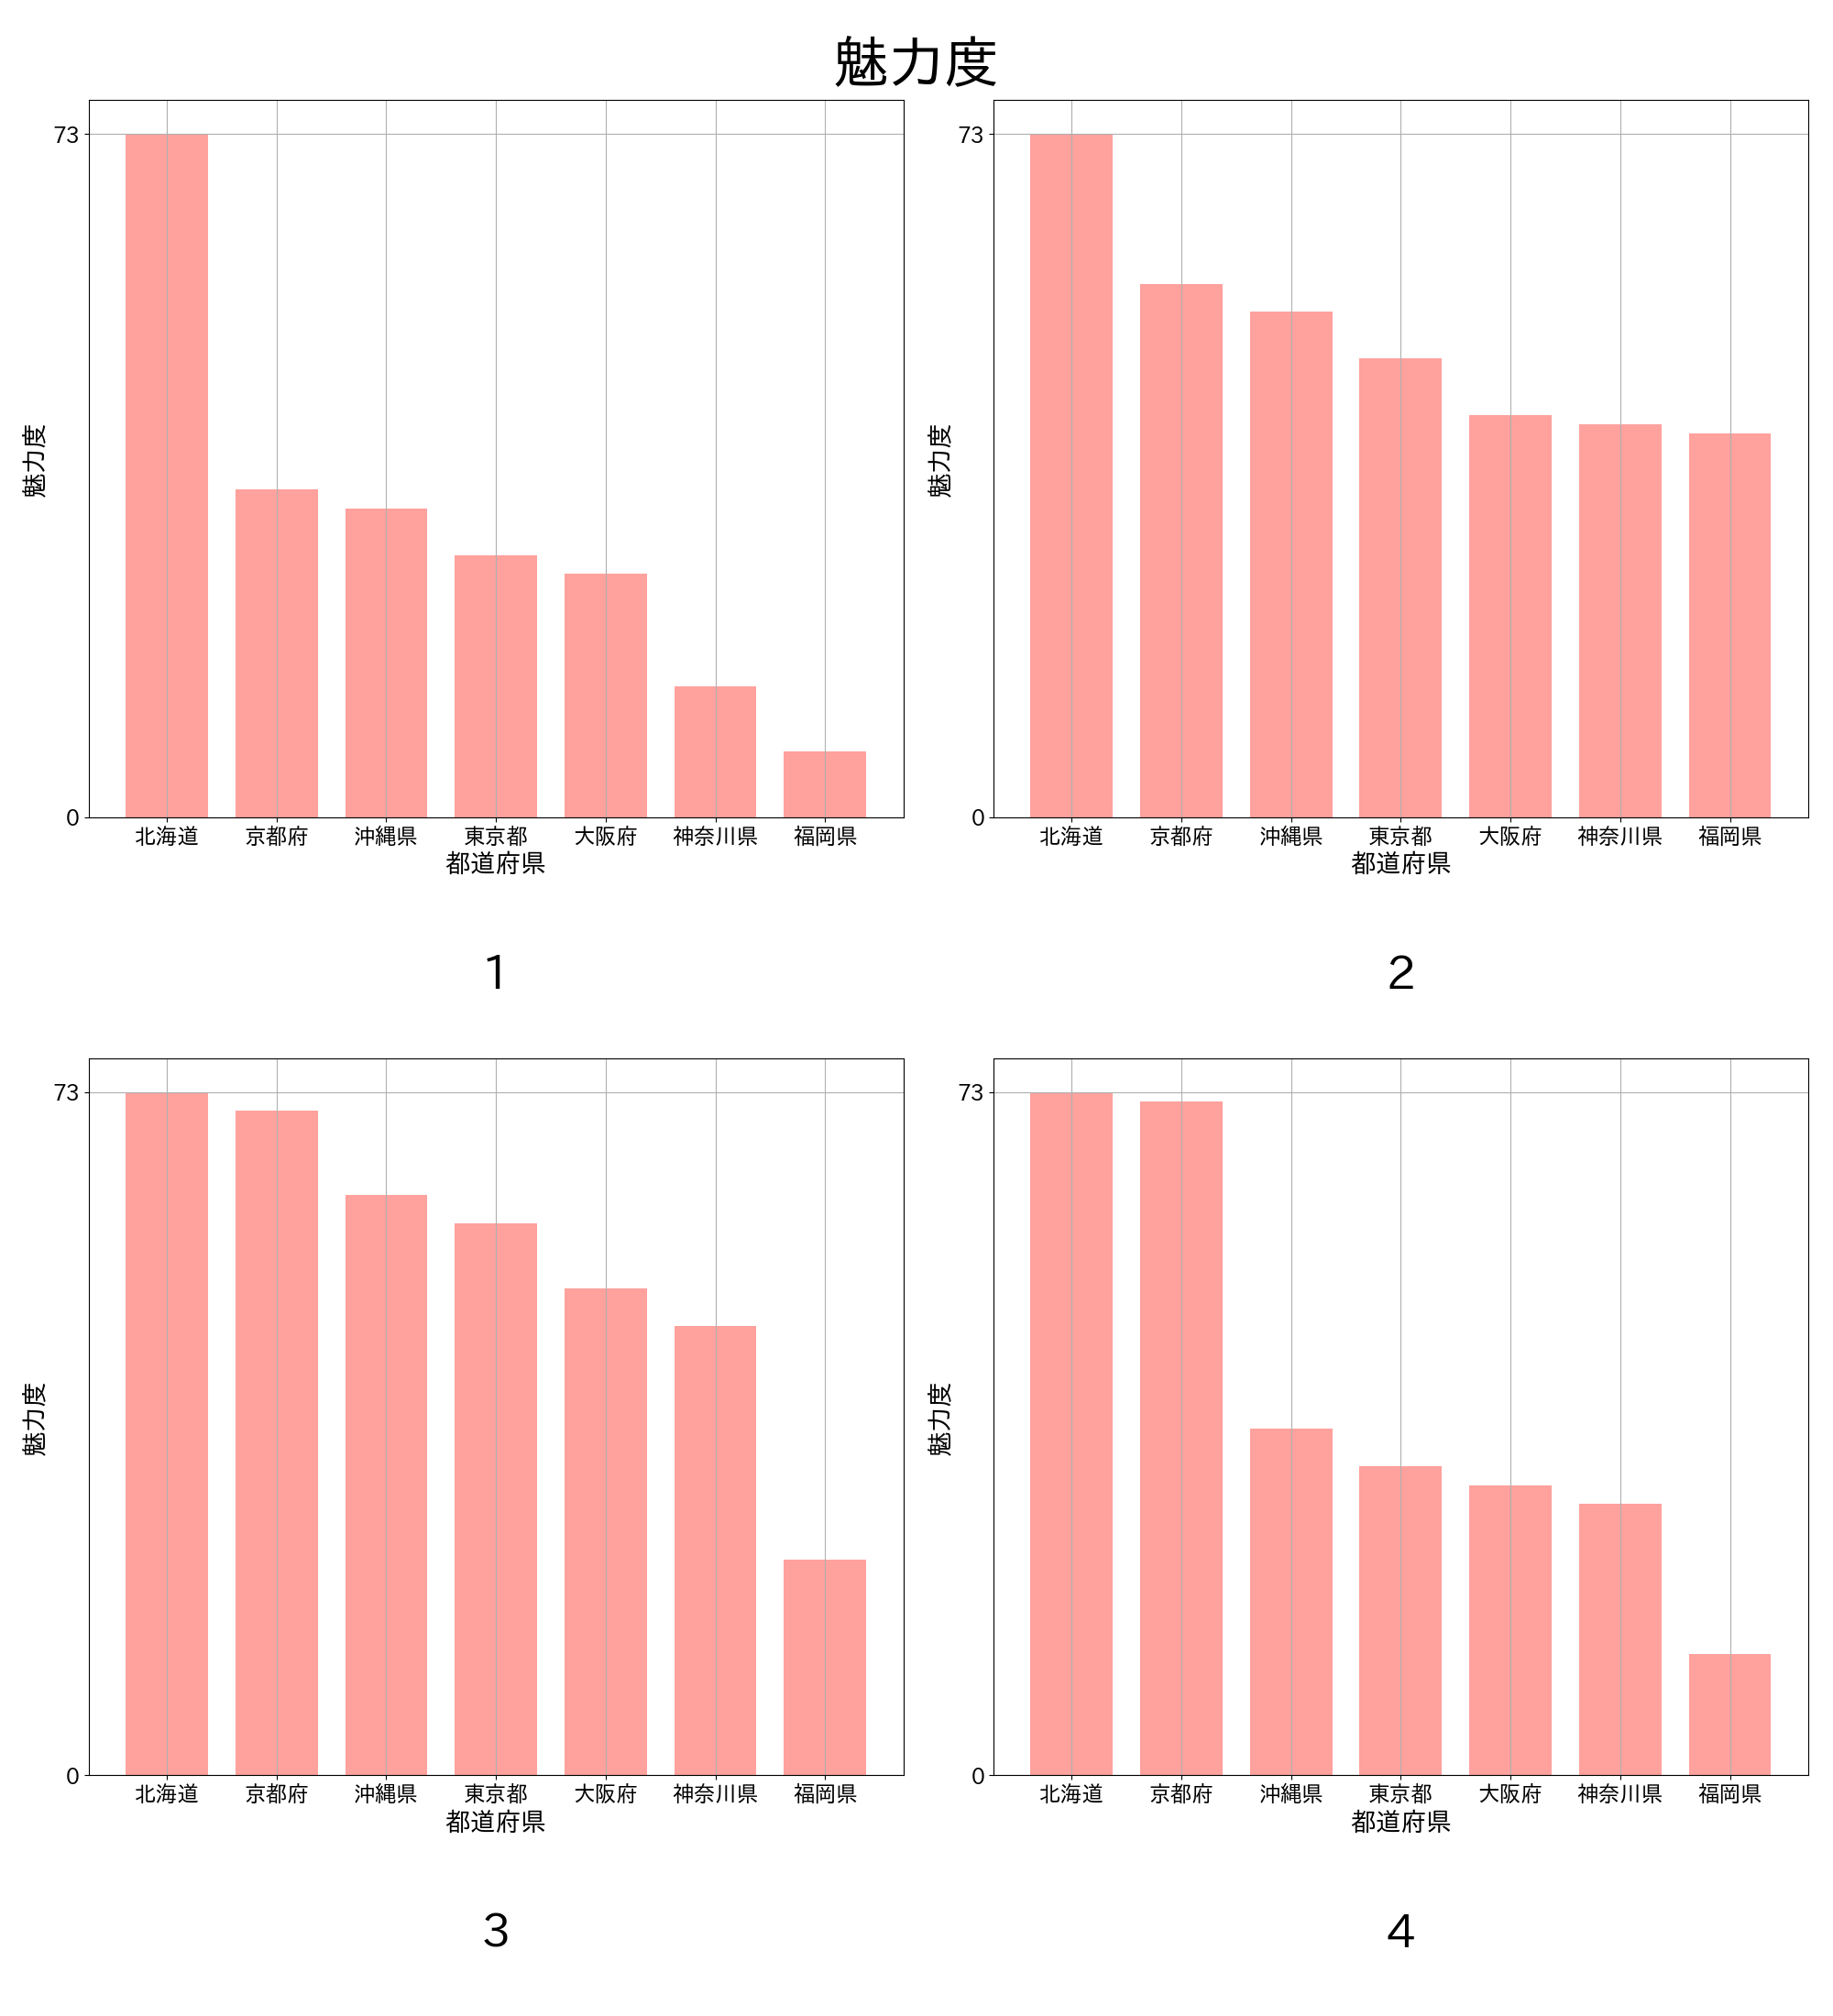 魅力度
魅力度
73
0
北海道 京都府 沖縄県 東京都 大阪府 神奈川県 福岡県
都道府県
1
魅力度
73
0
北海道 京都府 沖縄県 東京都 大阪府 神奈川県 福岡県
都道府県
2
魅力度
73
0
北海道 京都府 沖縄県 東京都 大阪府 神奈川県 福岡県
都道府県
3
魅力度
73
0
北海道 京都府 沖縄県 東京都 大阪府 神奈川県 福岡県
都道府県
4